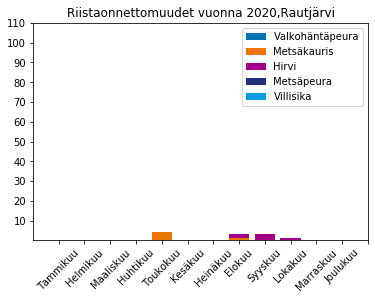 Riistaonnettomuudet vuonna 2020,Rautjärvi
110
100
90
80
70
60
50
40
30
20
10
Valkohäntäpeura
Metsäkauris
Hirvi
Metsäpeura
Villisika
Tammikuu
Helmikuu
Maaliskuu
Huhtikuu
Toukokuu
Kesäkuu
Heinäkuu
Elokuu
Syyskuu
Lokakuu
Marraskuu
Joulukuu